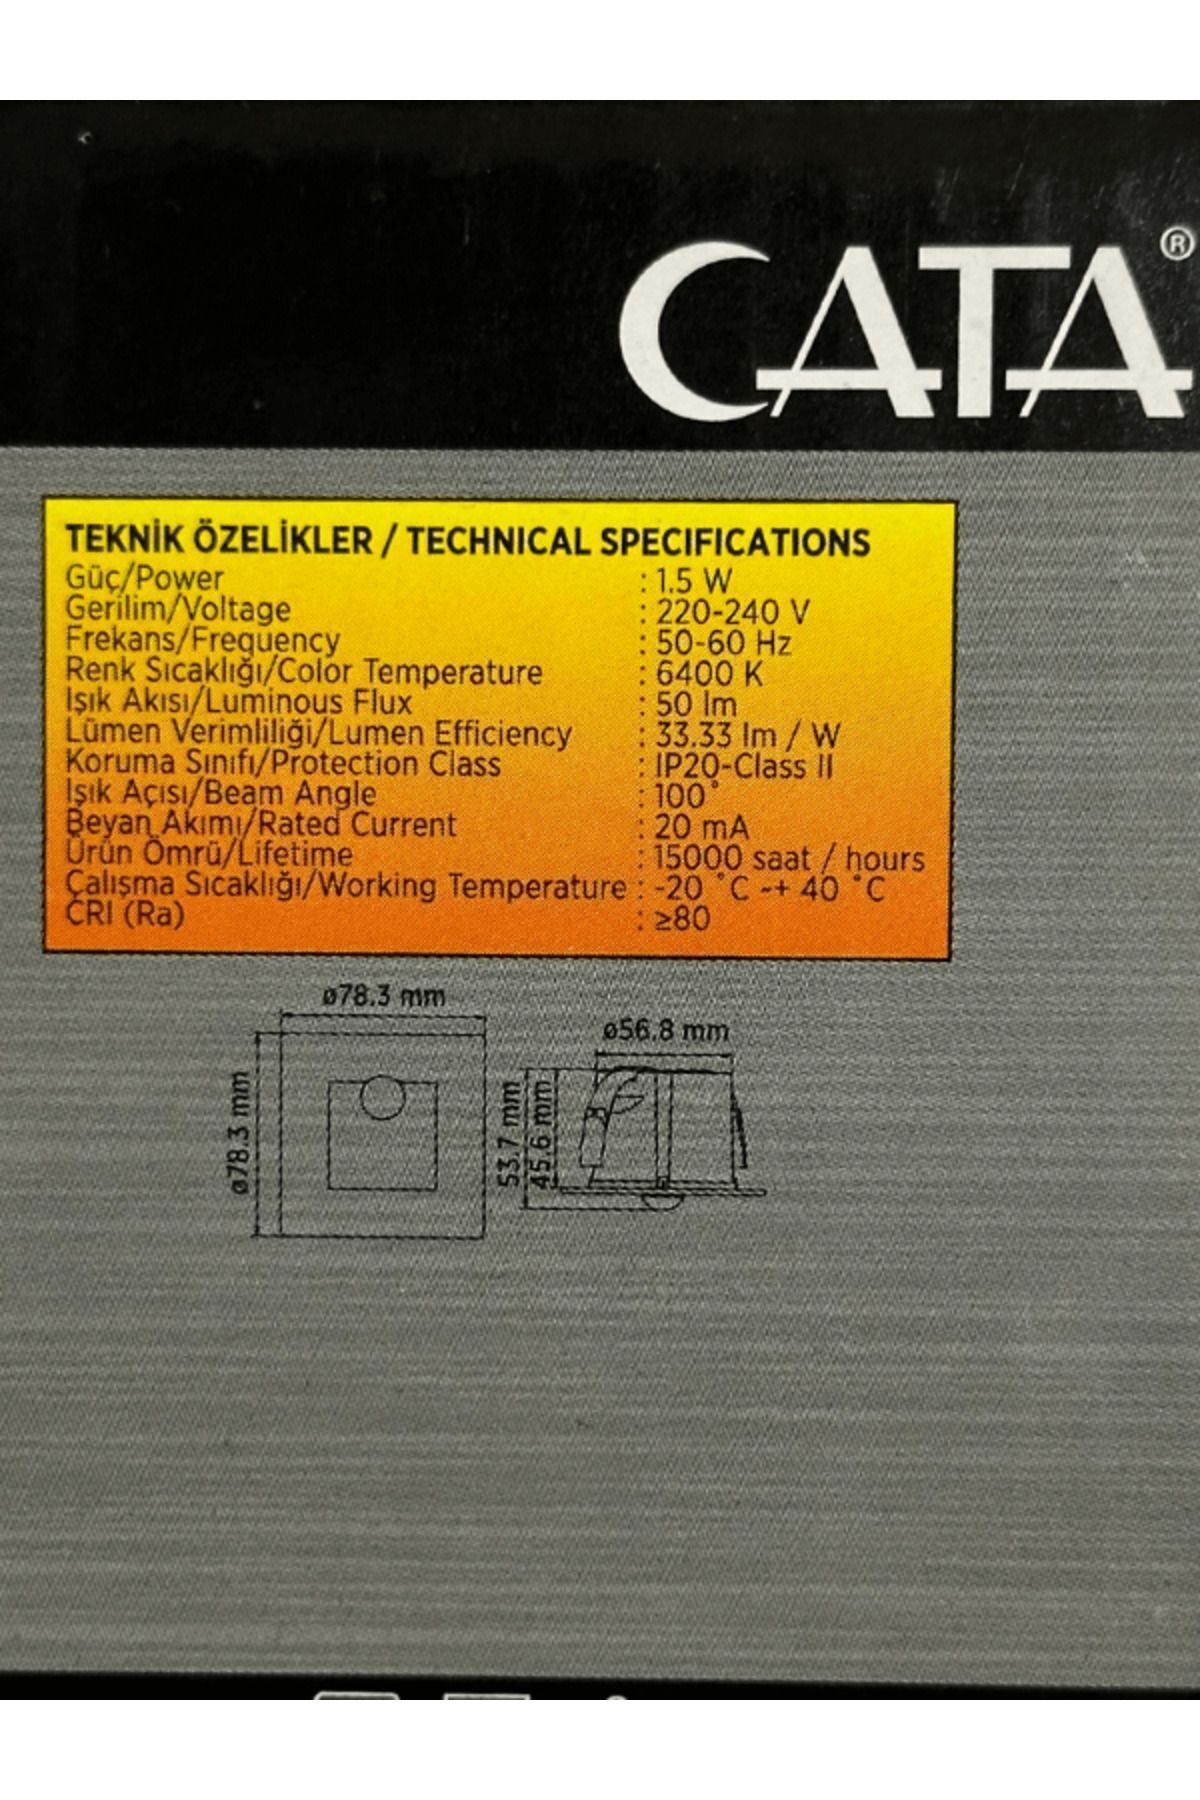 CATA®
TEKNİK ÖZELİKLER / TECHNICAL SPECIFICATIONS
Güç/Power : 1.5 W
Gerilim/Voltage : 220-240 V
Frekans/Frequency : 50-60 Hz
Renk Sıcaklığı/Color Temperature : 6400 K
Işık Akısı/Luminous Flux : 50 lm
Lümen Verimliliği/Lumen Efficiency : 33.33 lm / W
Koruma Sınıfı/Protection Class : IP20-Class II
Işık Açısı/Beam Angle : 100°
Beyan Akımı/Rated Current : 20 mA
Ürün Ömrü/Lifetime : 15000 saat / hours
Çalışma Sıcaklığı/Working Temperature : -20 °C ~+ 40 °C
CRI (Ra) : ≥80
ø78.3 mm
ø78.3 mm
ø56.8 mm
53.7 mm
45.6 mm